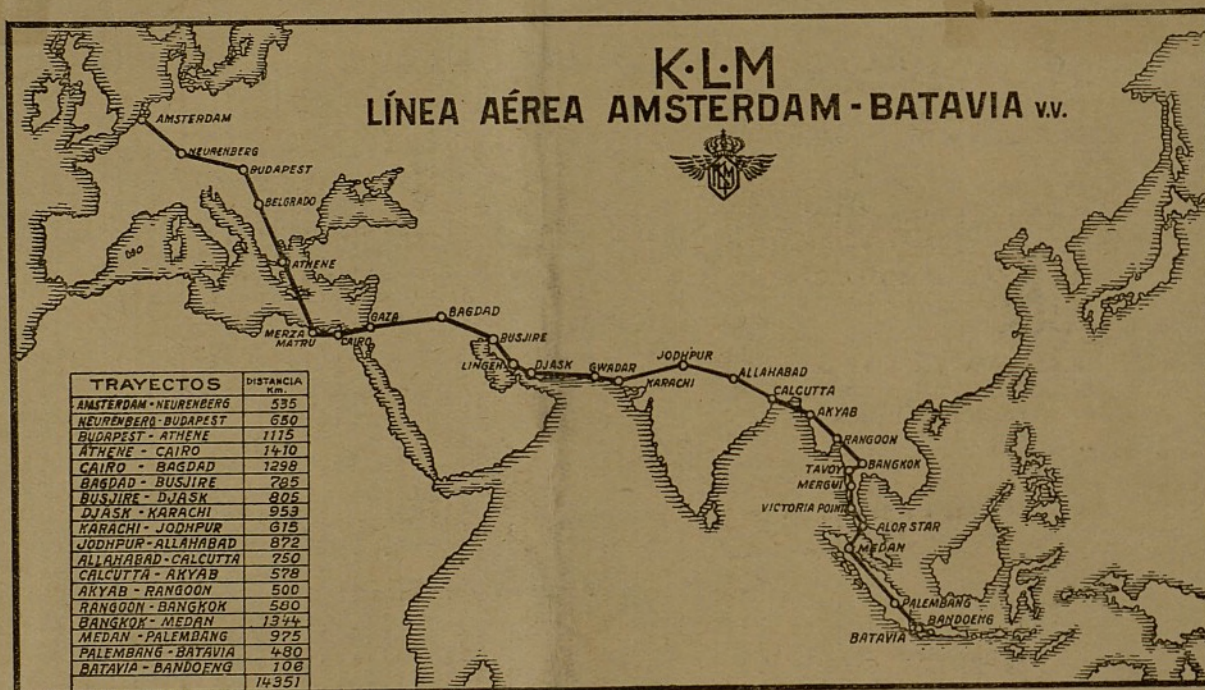 K·L·M
LÍNEA AÉREA AMSTERDAM - BATAVIA v.v.
KLM
AMSTERDAM
NEURENBERG
BUDAPEST
BELGRADO
ATHENE
MERZA
MATRU
CAIRO
GAZA
BAGDAD
BUSJIRE
LINGEH
DJASK
GWADAR
KARACHI
JODHPUR
ALLAHABAD
CALCUTTA
AKYAB
RANGOON
BANGKOK
TAVOY
MERGUI
VICTORIA POINT
ALOR STAR
MEDAN
PALEMBANG
BATAVIA
BANDOENG
TRAYECTOS DISTANCIA Km.
AMSTERDAM - NEURENBERG 535
NEURENBERG - BUDAPEST 650
BUDAPEST - ATHENE 1115
ATHENE - CAIRO 1410
CAIRO - BAGDAD 1298
BAGDAD - BUSJIRE 785
BUSJIRE - DJASK 805
DJASK - KARACHI 953
KARACHI - JODHPUR 615
JODHPUR - ALLAHABAD 872
ALLAHABAD - CALCUTTA 750
CALCUTTA - AKYAB 578
AKYAB - RANGOON 500
RANGOON - BANGKOK 580
BANGKOK - MEDAN 1344
MEDAN - PALEMBANG 975
PALEMBANG - BATAVIA 480
BATAVIA - BANDOENG 106
14351